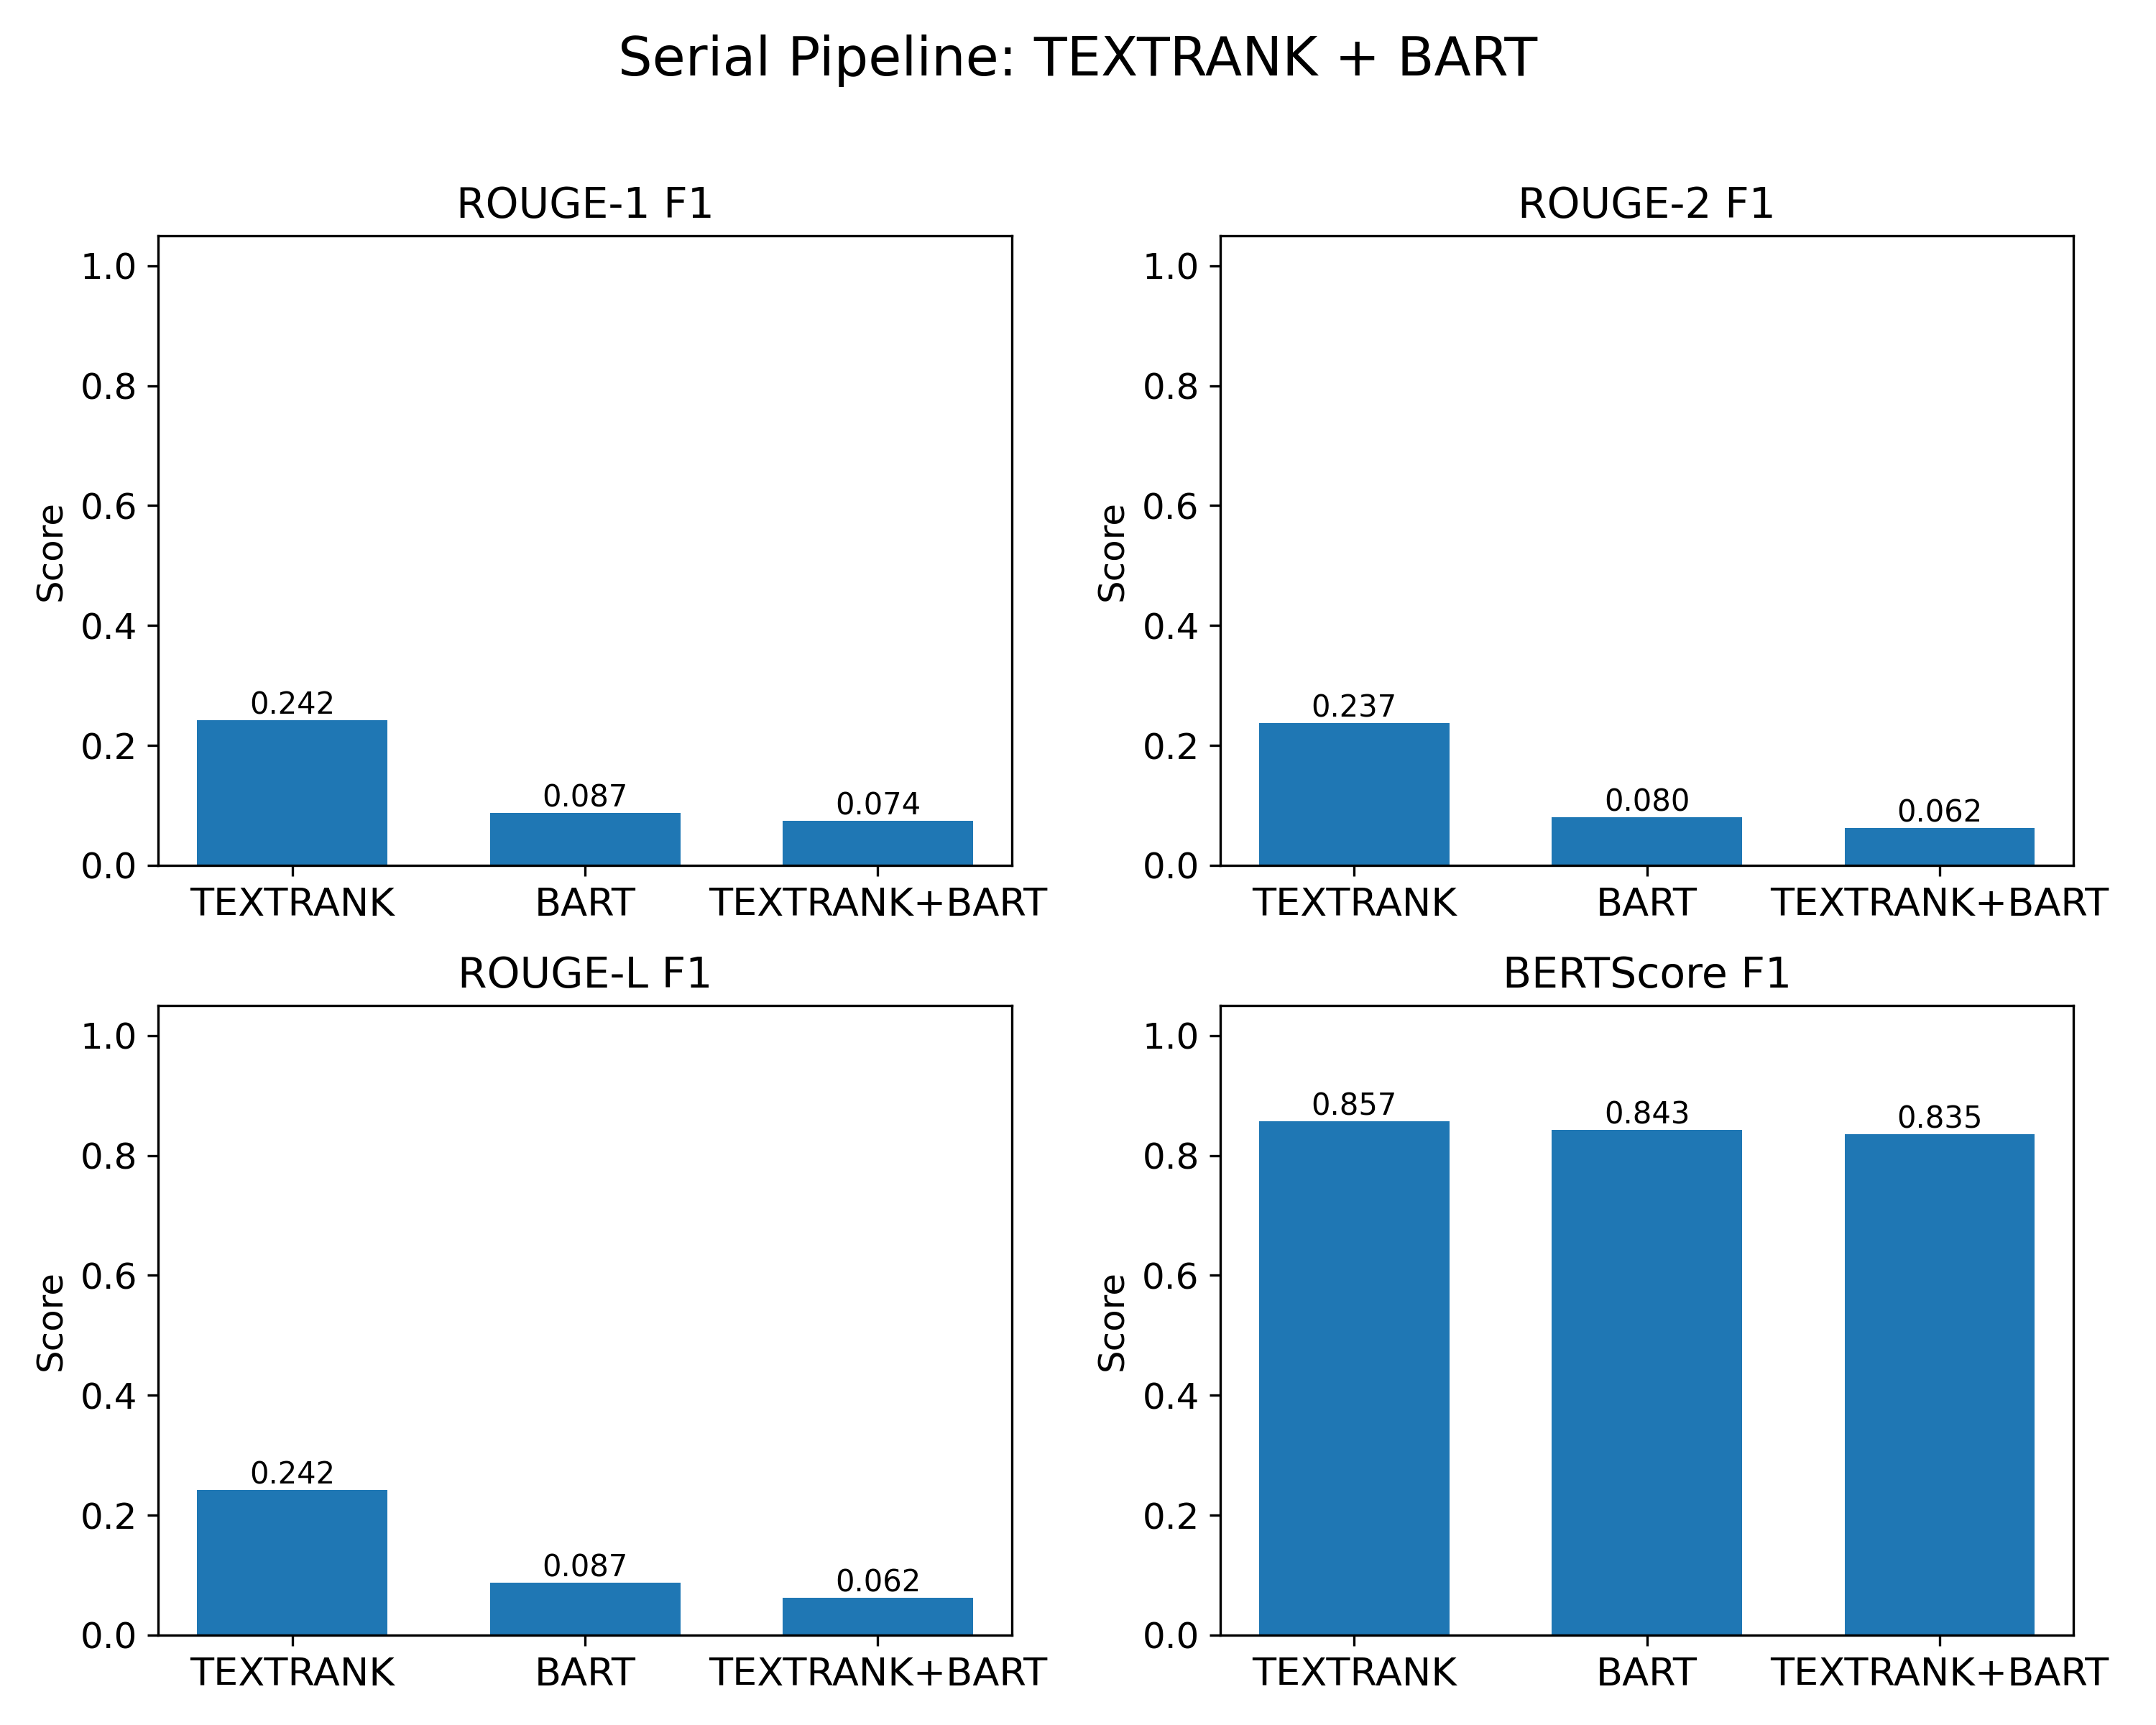 Serial Pipeline: TEXTRANK + BART
ROUGE-1 F1
1.0
0.8
0.6
0.4
0.2
0.0
Score
0.242
0.087
0.074
TEXTRANK BART TEXTRANK+BART
ROUGE-2 F1
1.0
0.8
0.6
0.4
0.2
0.0
Score
0.237
0.080
0.062
TEXTRANK BART TEXTRANK+BART
ROUGE-L F1
1.0
0.8
0.6
0.4
0.2
0.0
Score
0.242
0.087
0.062
TEXTRANK BART TEXTRANK+BART
BERTScore F1
1.0
0.8
0.6
0.4
0.2
0.0
Score
0.857
0.843
0.835
TEXTRANK BART TEXTRANK+BART